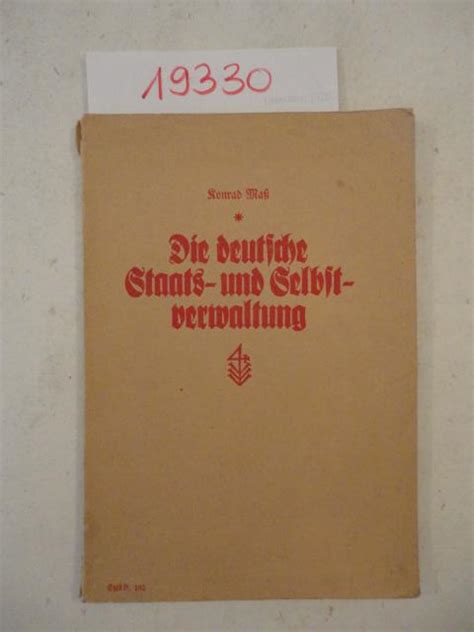 19330
Konrad Maß
Die deutsche
Staats- und Selbst-
verwaltung